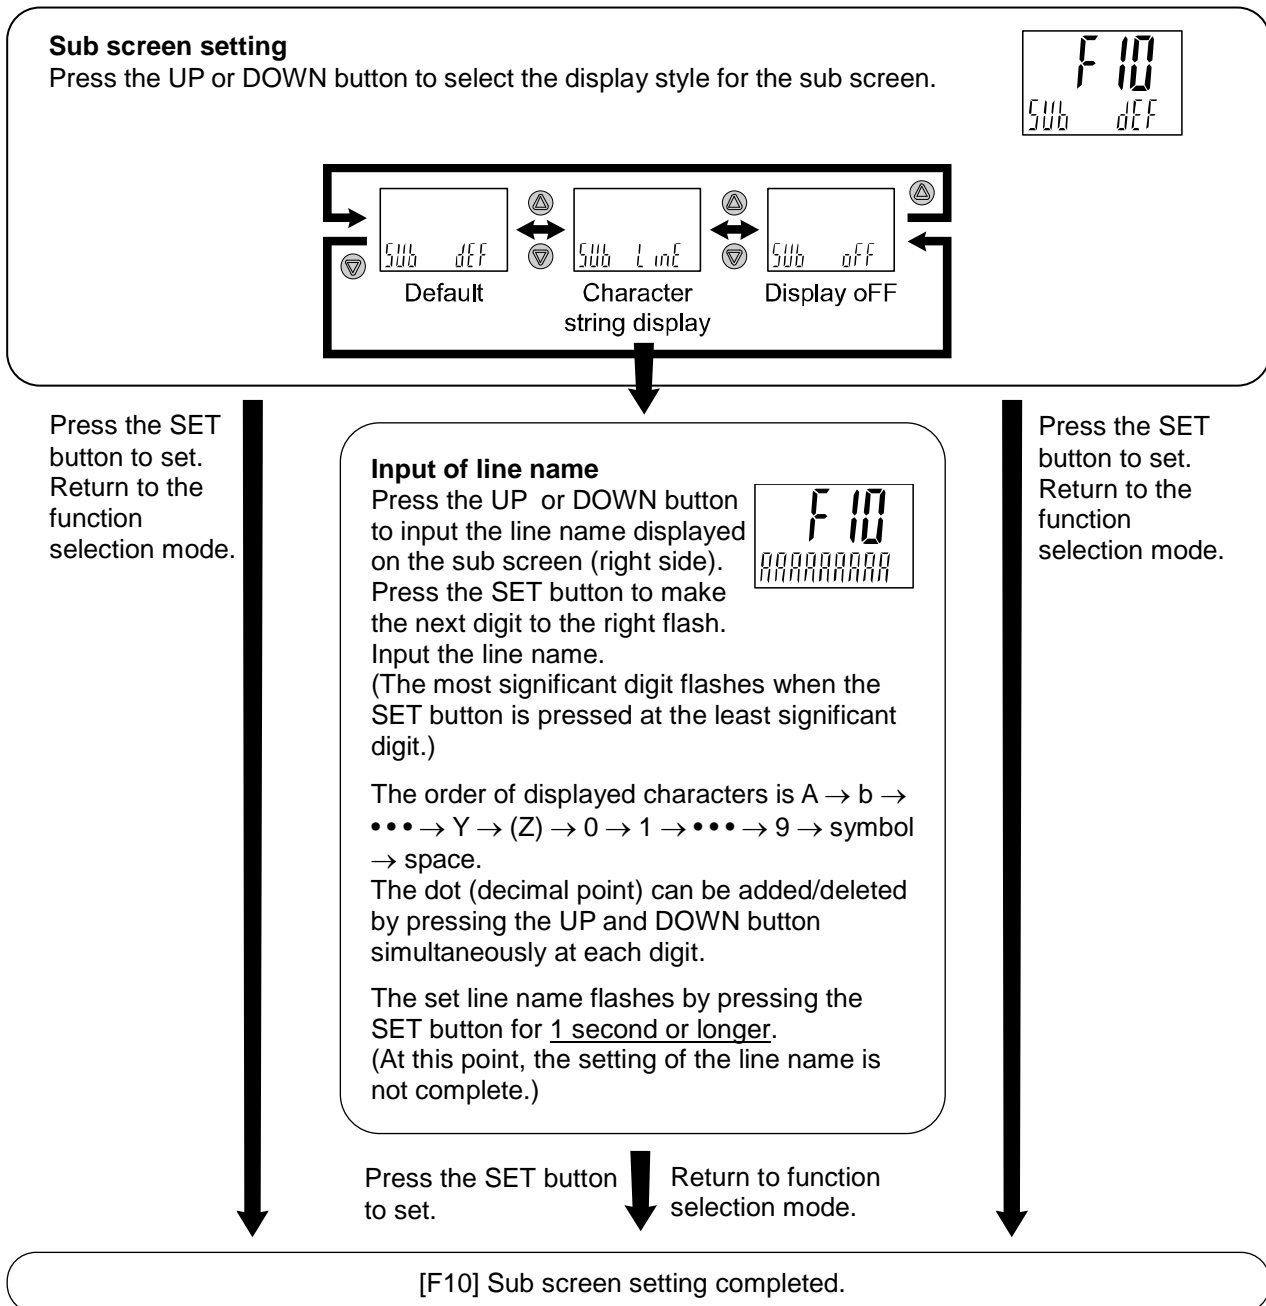 Sub screen setting
Press the UP or DOWN button to select the display style for the sub screen.
F 10
SUb dEF
SUb dEF
SUb LinE
SUb oFF
Default
Character
string display
Display oFF
Press the SET
button to set.
Return to the
function
selection mode.
Input of line name
Press the UP or DOWN button
to input the line name displayed
on the sub screen (right side).
Press the SET button to make
the next digit to the right flash.
Input the line name.
(The most significant digit flashes when the
SET button is pressed at the least significant
digit.)
F 10
AAAAAAAAA
The order of displayed characters is A → b →
• • • → Y → (Z) → 0 → 1 → • • • → 9 → symbol
→ space.
The dot (decimal point) can be added/deleted
by pressing the UP and DOWN button
simultaneously at each digit.
The set line name flashes by pressing the
SET button for 1 second or longer.
(At this point, the setting of the line name is
not complete.)
Press the SET
button to set.
Return to the
function
selection mode.
Press the SET button
to set.
Return to function
selection mode.
[F10] Sub screen setting completed.